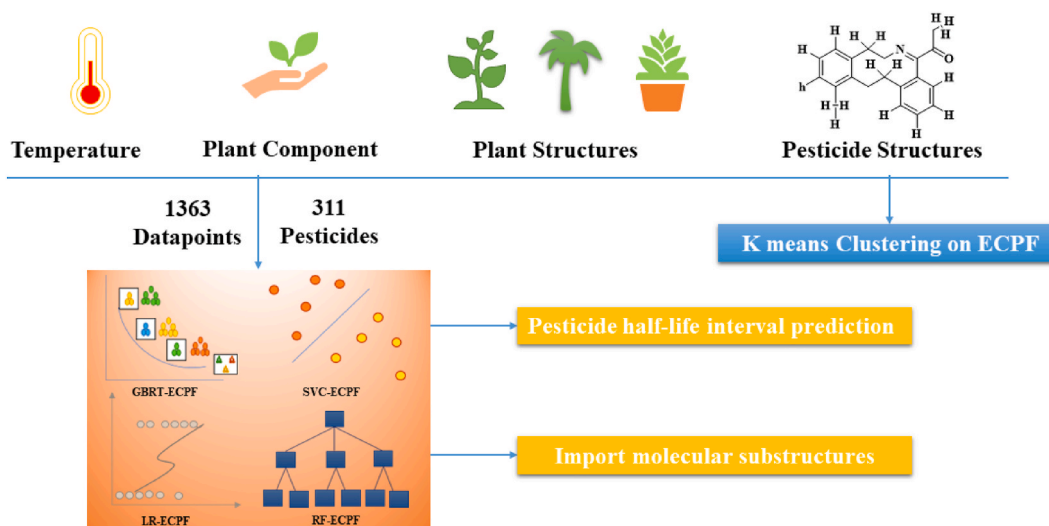 Temperature
Plant Component
Plant Structures
Pesticide Structures
H
H
H
H
H
H
N
O
H
H
H
H
h
H
H
H
H
H
H
1363
Datapoints
311
Pesticides
K means Clustering on ECPF
GBRT-ECPF
SVC-ECPF
LR-ECPF
RF-ECPF
Pesticide half-life interval prediction
Import molecular substructures